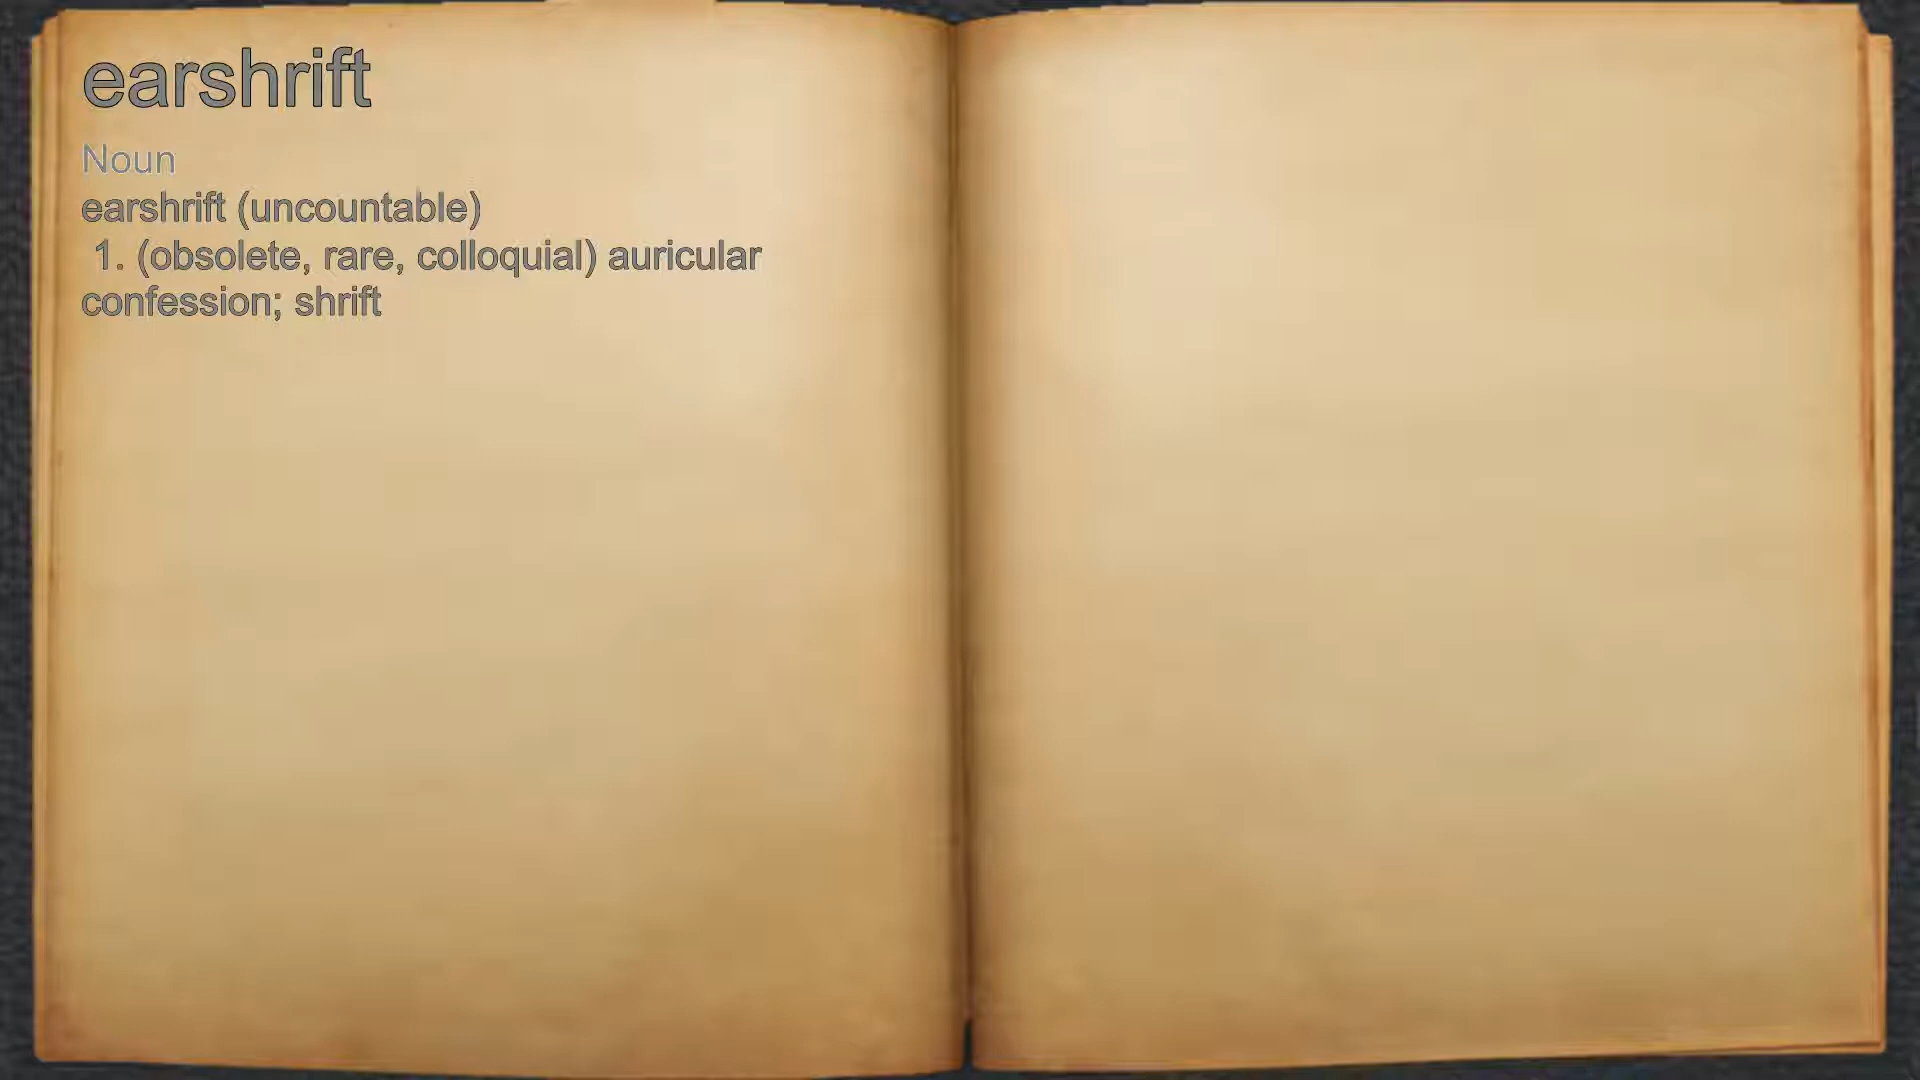 earshrift
Noun
earshrift (uncountable)
1. (obsolete, rare, colloquial) auricular
confession; shrift